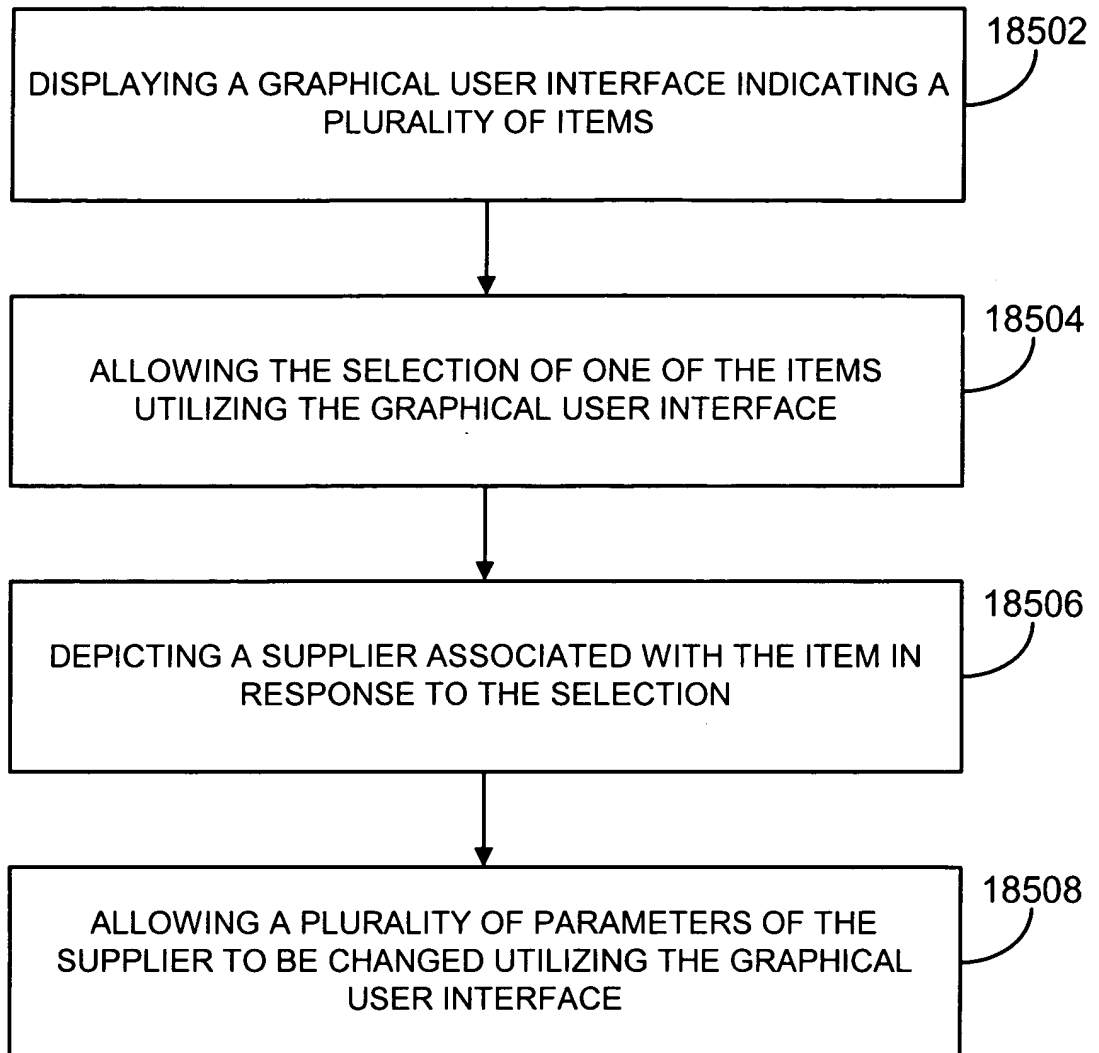 18502
DISPLAYING A GRAPHICAL USER INTERFACE INDICATING A
PLURALITY OF ITEMS
18504
ALLOWING THE SELECTION OF ONE OF THE ITEMS
UTILIZING THE GRAPHICAL USER INTERFACE
18506
DEPICTING A SUPPLIER ASSOCIATED WITH THE ITEM IN
RESPONSE TO THE SELECTION
18508
ALLOWING A PLURALITY OF PARAMETERS OF THE
SUPPLIER TO BE CHANGED UTILIZING THE GRAPHICAL
USER INTERFACE